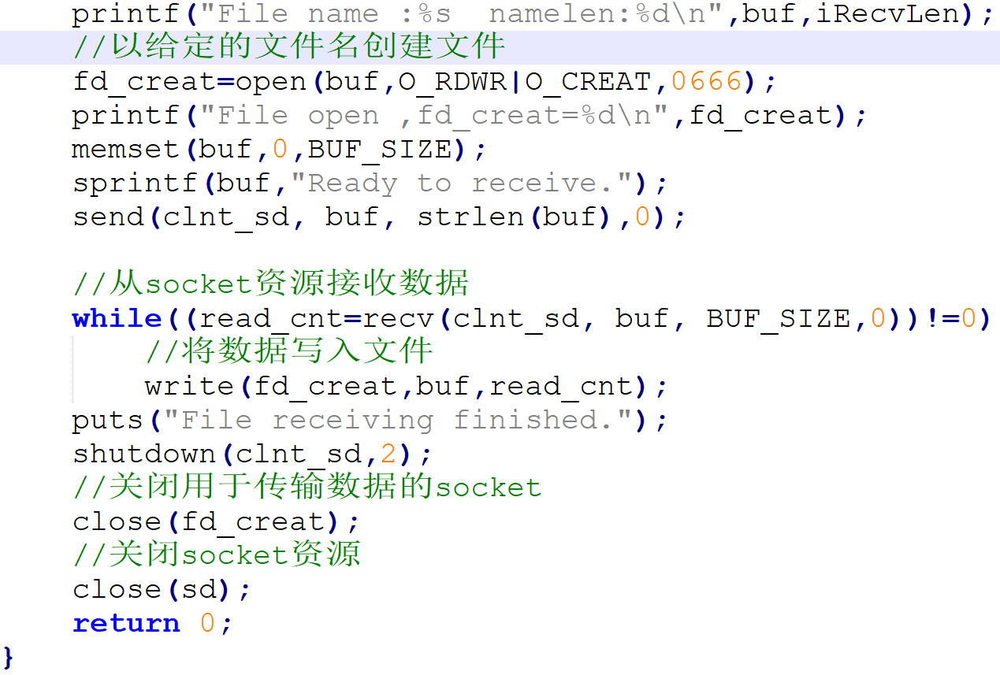 printf("File name :%s  namelen:%d\n",buf,iRecvLen);
//以给定的文件名创建文件
fd_creat=open(buf,O_RDWR|O_CREAT,0666);
printf("File open ,fd_creat=%d\n",fd_creat);
memset(buf,0,BUF_SIZE);
sprintf(buf,"Ready to receive.");
send(clnt_sd, buf, strlen(buf),0);
//从socket资源接收数据
while((read_cnt=recv(clnt_sd, buf, BUF_SIZE,0))!=0)
//将数据写入文件
write(fd_creat,buf,read_cnt);
puts("File receiving finished.");
shutdown(clnt_sd,2);
//关闭用于传输数据的socket
close(fd_creat);
//关闭socket资源
close(sd);
return 0;
}